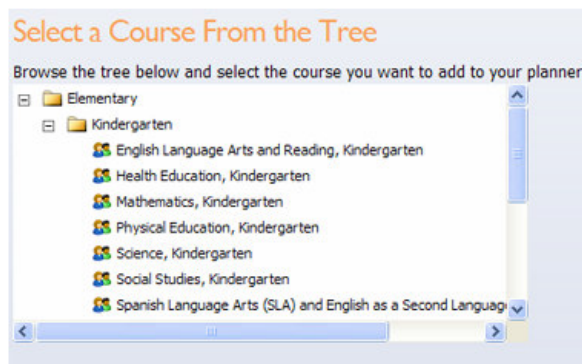 Select a Course From the Tree
Browse the tree below and select the course you want to add to your planner
Elementary
Kindergarten
English Language Arts and Reading, Kindergarten
Health Education, Kindergarten
Mathematics, Kindergarten
Physical Education, Kindergarten
Science, Kindergarten
Social Studies, Kindergarten
Spanish Language Arts (SLA) and English as a Second Languag